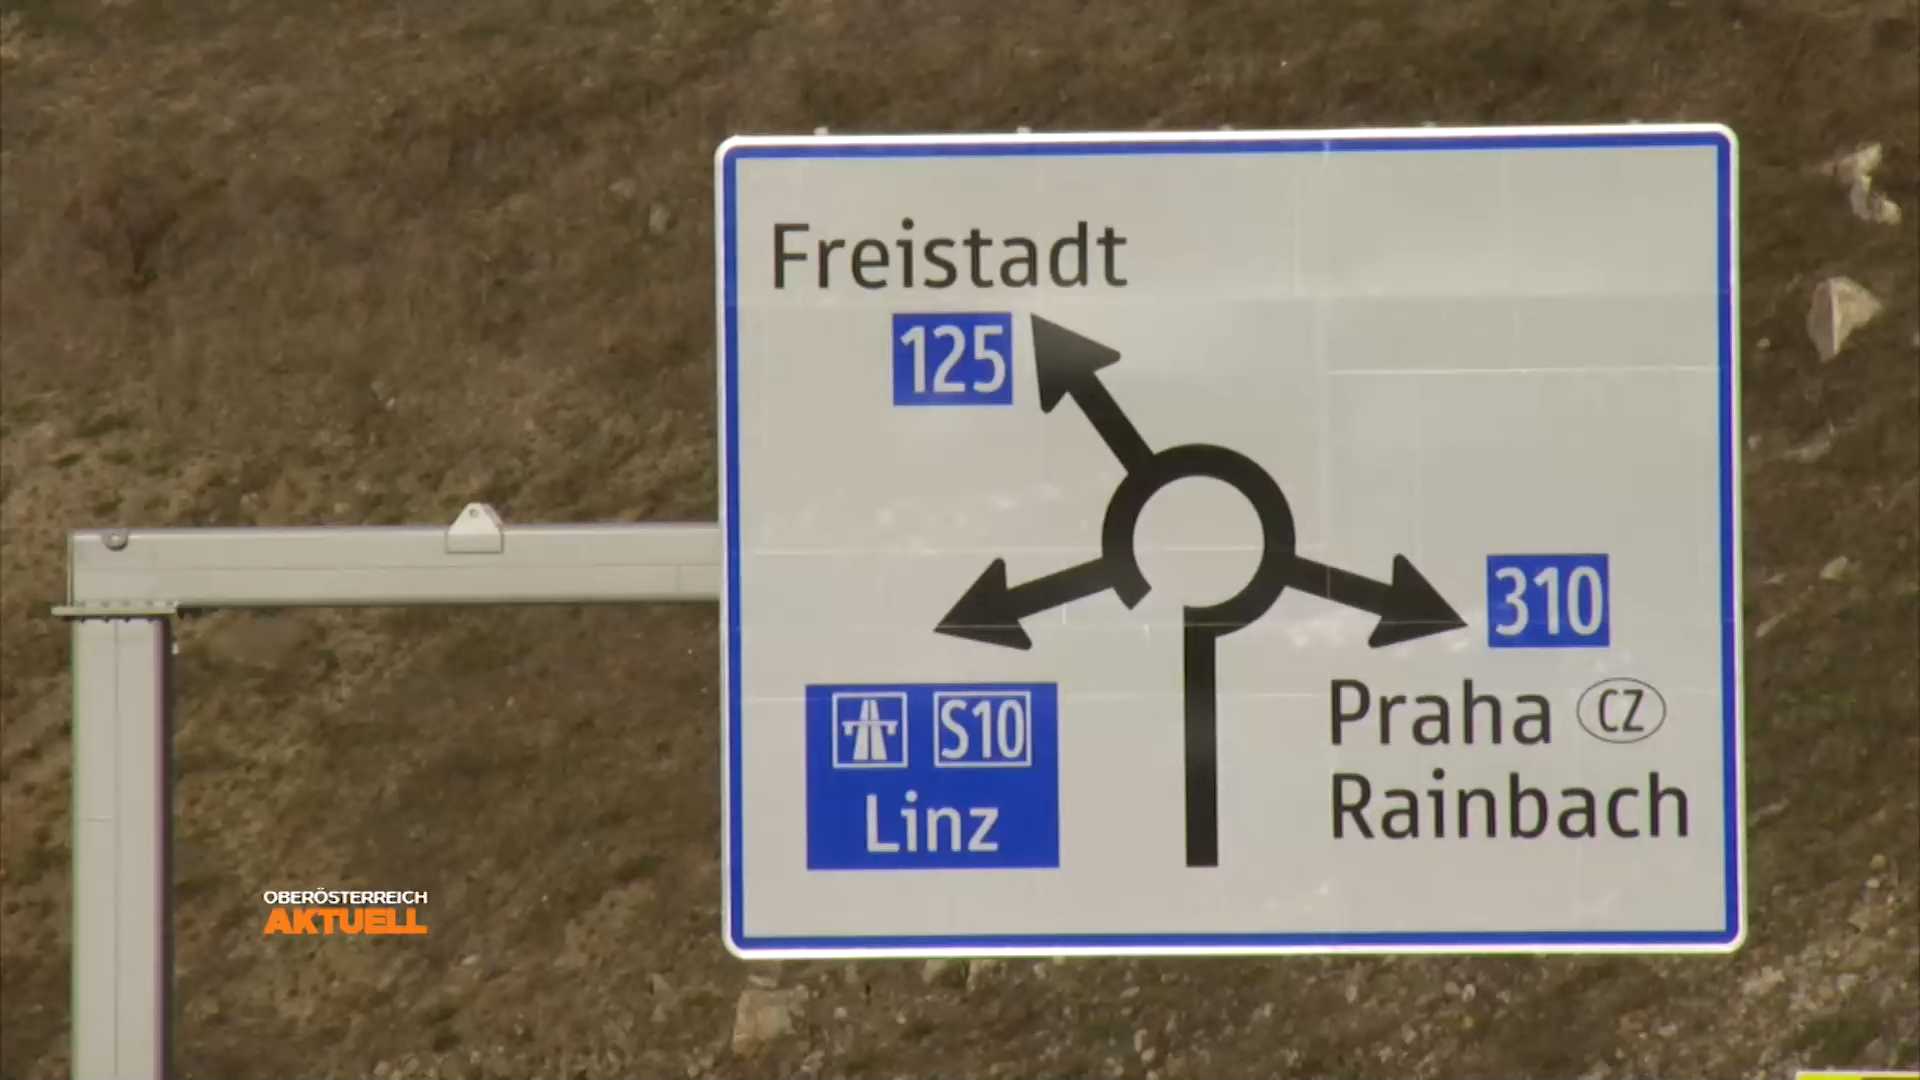 Freistadt
125
310
S10
Linz
Praha CZ
Rainbach
OBERÖSTERREICH
AKTUELL